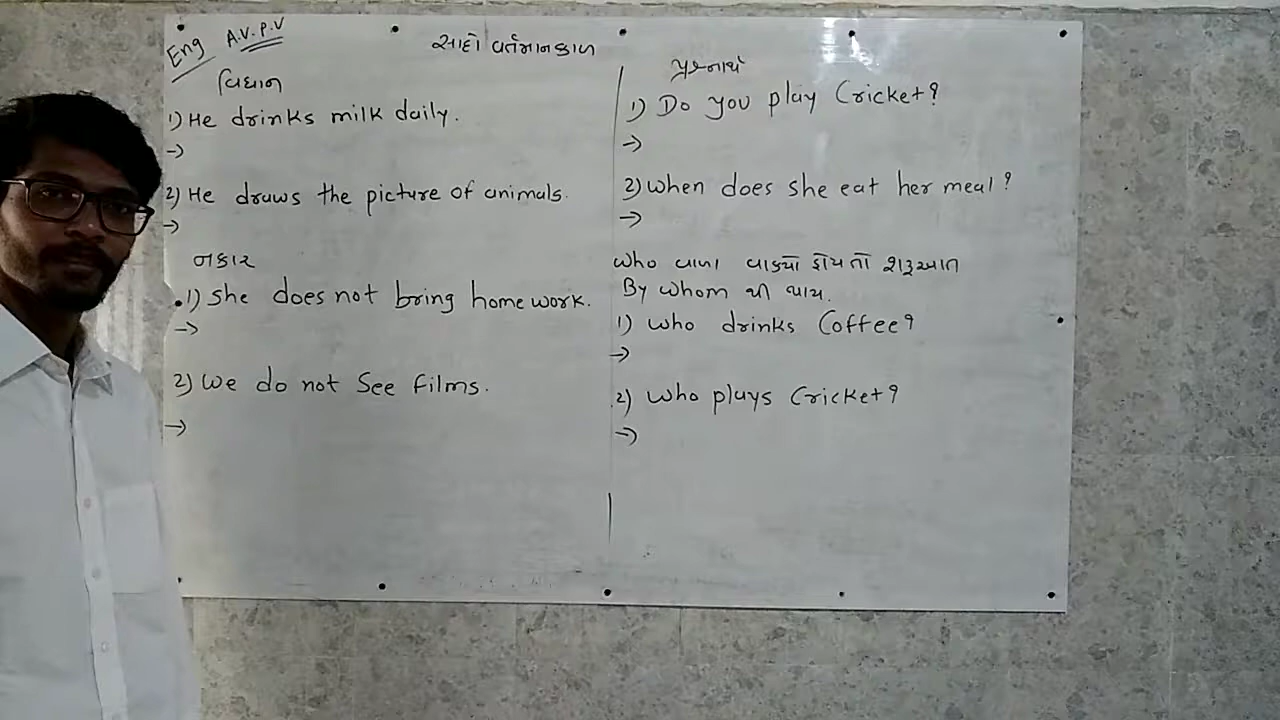 Eng A.V. P.V
સાદો વર્તમાનકાળ
વિધાન
1) He drinks milk daily.
→
2) He draws the picture of animals.
→
નકાર
1) She does not bring home work.
→
2) We do not See films.
→
પ્રશ્નાર્થ
1) Do you play Cricket?
→
2) When does she eat her meal?
→
Who વાળા વાક્યો હોય તો શરૂઆત
By whom થી થાય.
1) Who drinks Coffee?
→
2) Who plays Cricket?
→